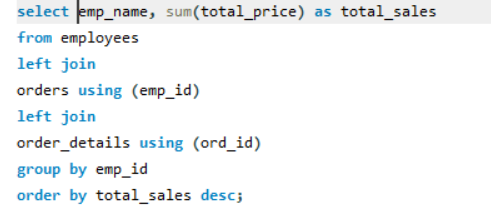 select emp_name, sum(total_price) as total_sales
from employees
left join
orders using (emp_id)
left join
order_details using (ord_id)
group by emp_id
order by total_sales desc;